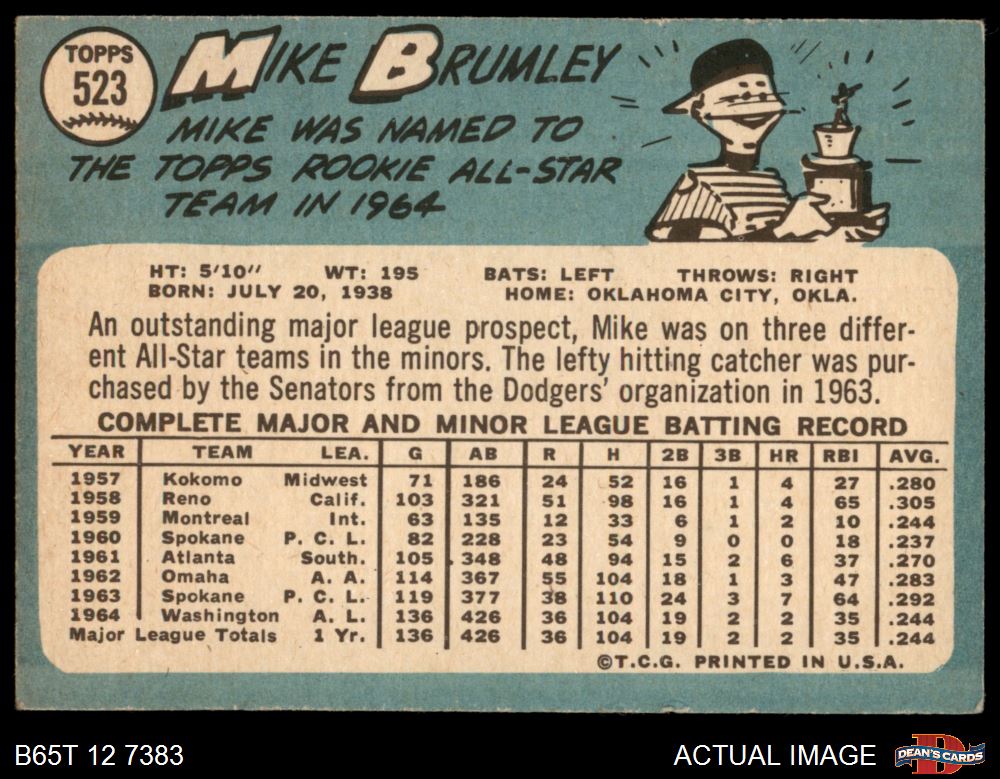 TOPPS
523
MIKE BRUMLEY
MIKE WAS NAMED TO
THE TOPPS ROOKIE ALL-STAR
TEAM IN 1964
HT: 5'10" WT: 195 BATS: LEFT THROWS: RIGHT
BORN: JULY 20, 1938 HOME: OKLAHOMA CITY, OKLA.
An outstanding major league prospect, Mike was on three differ-
ent All-Star teams in the minors. The lefty hitting catcher was pur-
chased by the Senators from the Dodgers' organization in 1963.
COMPLETE MAJOR AND MINOR LEAGUE BATTING RECORD
YEAR TEAM LEA. G AB R H 2B 3B HR RBI AVG.
1957 Kokomo Midwest 71 186 24 52 16 1 4 27 .280
1958 Reno Calif. 103 321 51 98 16 1 4 65 .305
1959 Montreal Int. 63 135 12 33 6 1 2 10 .244
1960 Spokane P. C. L. 82 228 23 54 9 0 0 18 .237
1961 Atlanta South. 105 348 48 94 15 2 6 37 .270
1962 Omaha A. A. 114 367 55 104 18 1 3 47 .283
1963 Spokane P. C. L. 119 377 38 110 24 3 7 64 .292
1964 Washington A. L. 136 426 36 104 19 2 2 35 .244
Major League Totals 1 Yr. 136 426 36 104 19 2 2 35 .244
©T.C.G. PRINTED IN U.S.A.
B65T 12 7383 ACTUAL IMAGE DEAN'S CARDS